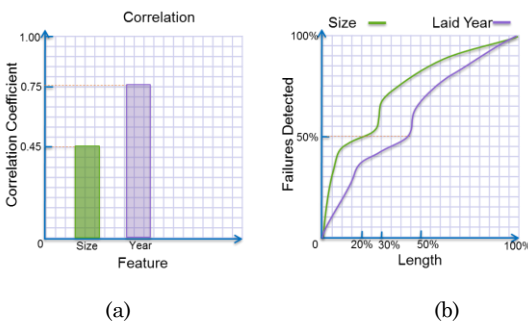 Correlation
1.00
0.75
0.45
0
Correlation Coefficient
Size Year
Feature
(a)
Size Laid Year
100%
50%
0
Failures Detected
20% 30% 50% 100%
Length
(b)